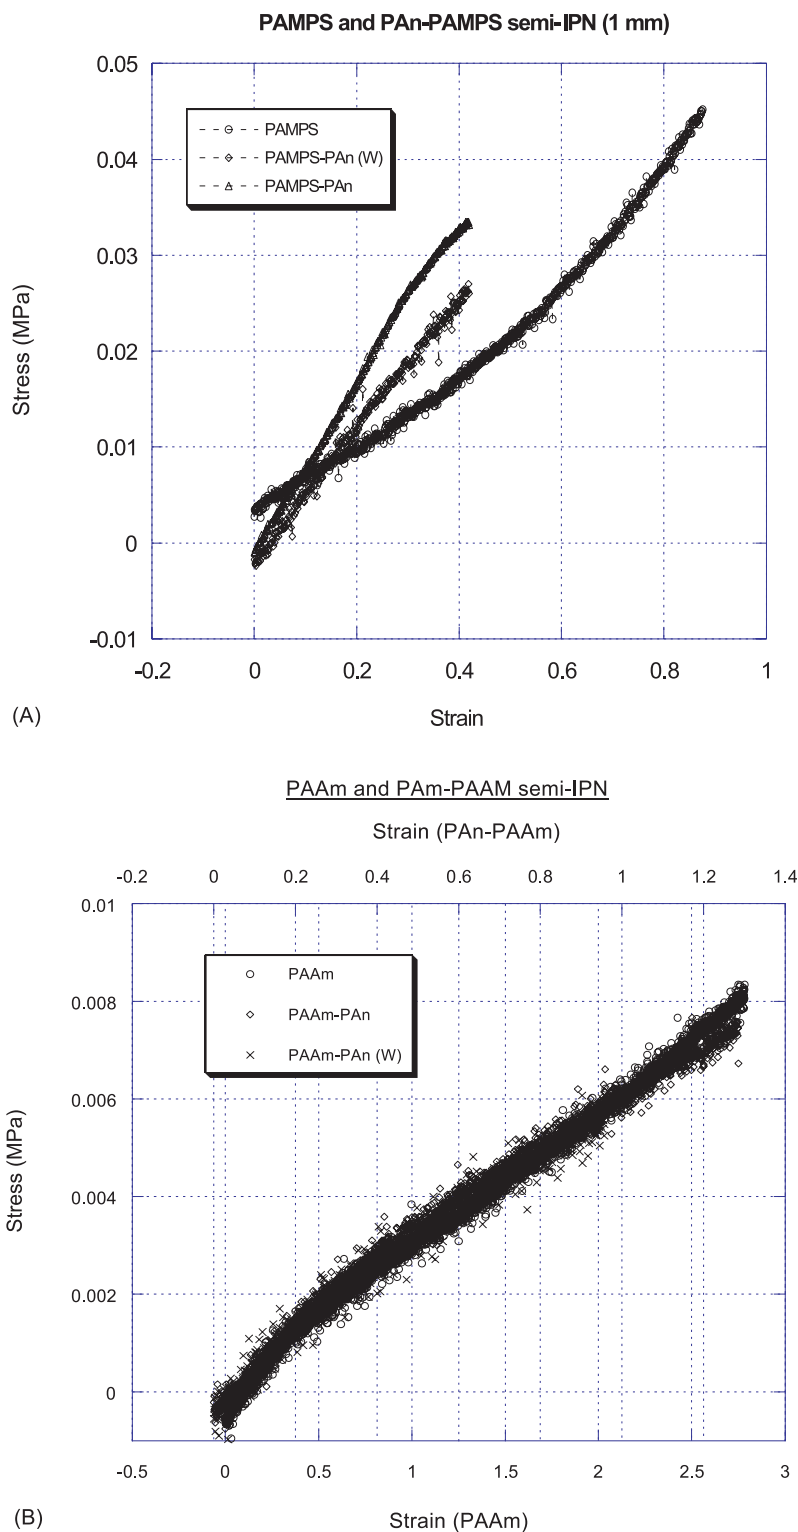 PAMPS and PAn-PAMPS semi-IPN (1 mm)
0.05
0.04
0.03
0.02
0.01
0
-0.01
Stress (MPa)
PAMPS
PAMPS-PAn (W)
PAMPS-PAn
-0.2 0 0.2 0.4 0.6 0.8 1
Strain
(A)
PAAm and PAm-PAAM semi-IPN
Strain (PAn-PAAm)
-0.2 0 0.2 0.4 0.6 0.8 1 1.2 1.4
0.01
0.008
0.006
0.004
0.002
0
Stress (MPa)
PAAm
PAAm-PAn
PAAm-PAn (W)
-0.5 0 0.5 1 1.5 2 2.5 3
Strain (PAAm)
(B)